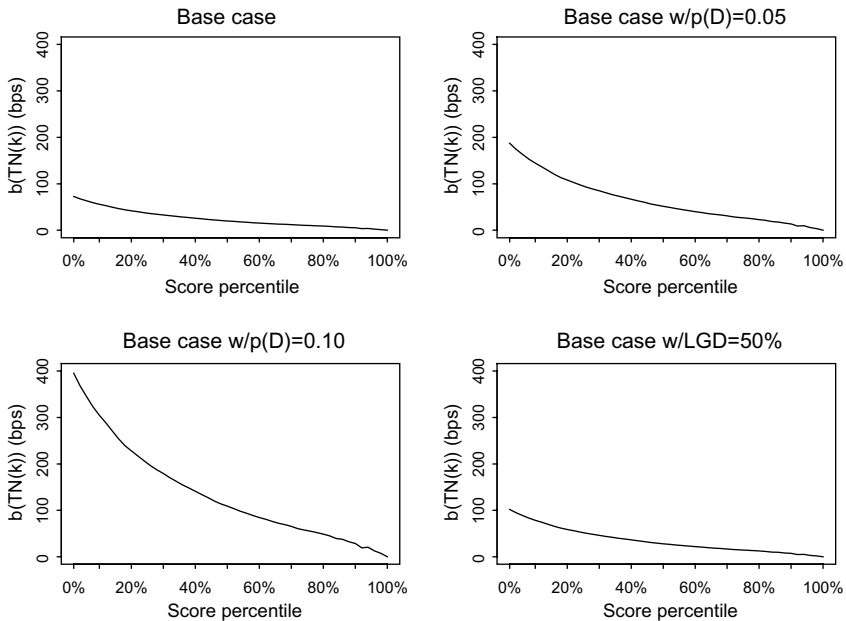 Base case
b(TN(k)) (bps)
400
300
200
100
0
0% 20% 40% 60% 80% 100%
Score percentile
Base case w/p(D)=0.05
b(TN(k)) (bps)
400
300
200
100
0
0% 20% 40% 60% 80% 100%
Score percentile
Base case w/p(D)=0.10
b(TN(k)) (bps)
400
300
200
100
0
0% 20% 40% 60% 80% 100%
Score percentile
Base case w/LGD=50%
b(TN(k)) (bps)
400
300
200
100
0
0% 20% 40% 60% 80% 100%
Score percentile